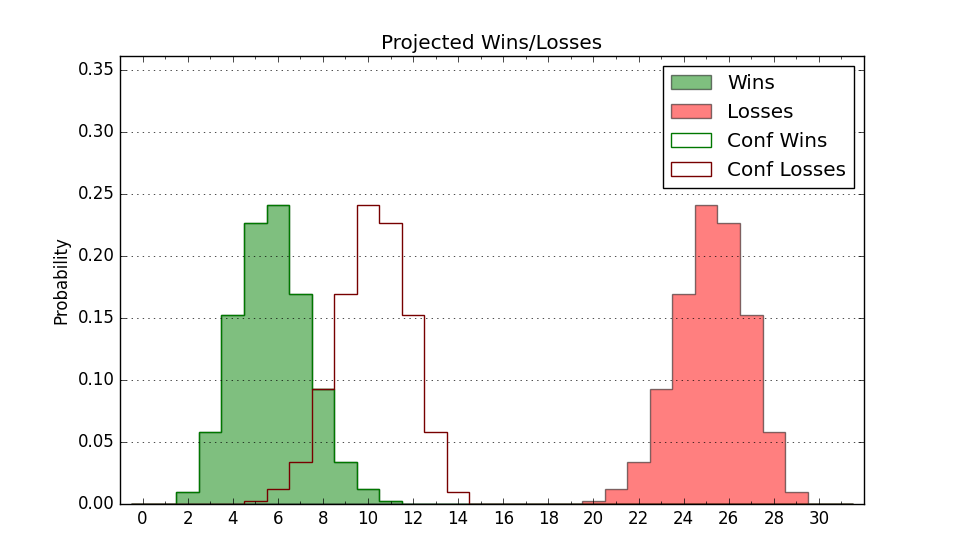 Projected Wins/Losses
Wins
Losses
Conf Wins
Conf Losses
Probability
0.35
0.30
0.25
0.20
0.15
0.10
0.05
0.00
0 2 4 6 8 10 12 14 16 18 20 22 24 26 28 30